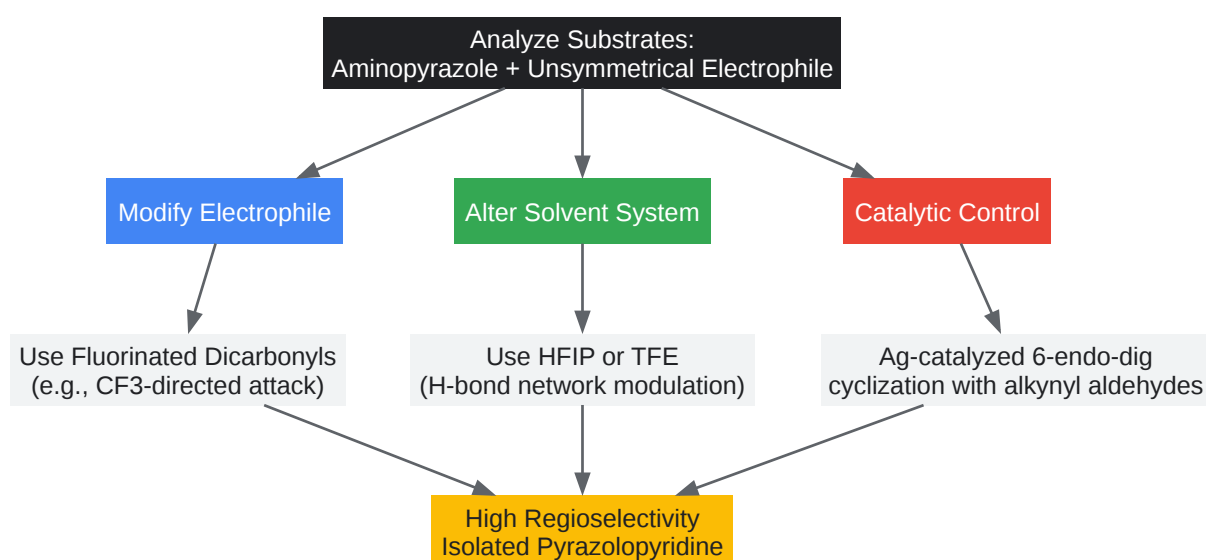 Analyze Substrates:
Aminopyrazole + Unsymmetrical Electrophile
Modify Electrophile
Alter Solvent System
Catalytic Control
Use Fluorinated Dicarbonyls
(e.g., CF3-directed attack)
Use HFIP or TFE
(H-bond network modulation)
Ag-catalyzed 6-endo-dig
cyclization with alkynyl aldehydes
High Regioselectivity
Isolated Pyrazolopyridine